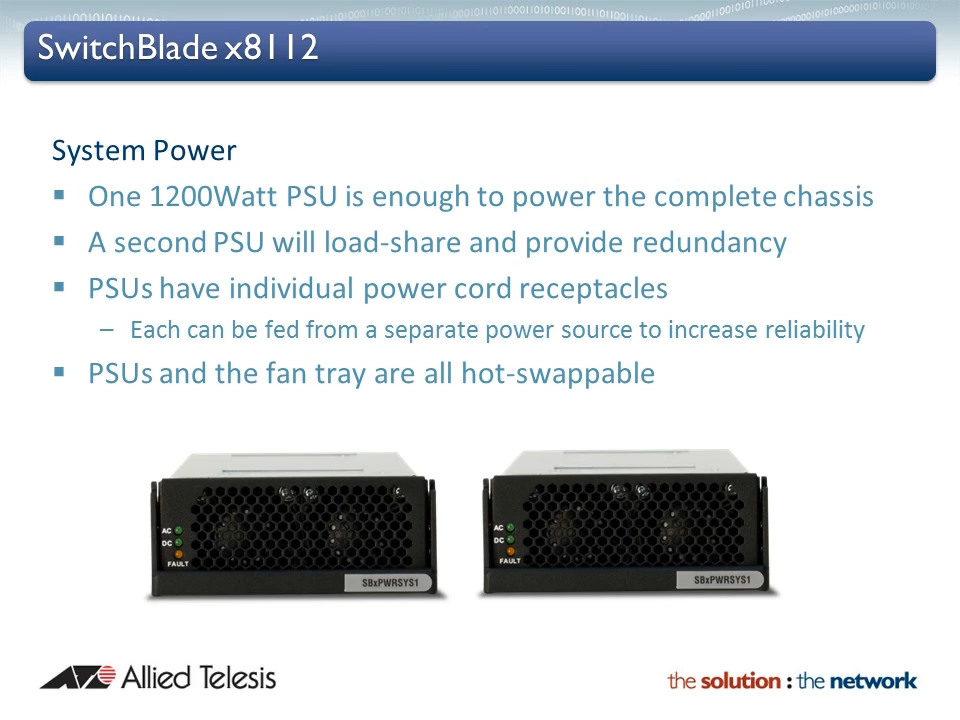 SwitchBlade x8112
System Power
▪ One 1200Watt PSU is enough to power the complete chassis
▪ A second PSU will load-share and provide redundancy
▪ PSUs have individual power cord receptacles
– Each can be fed from a separate power source to increase reliability
▪ PSUs and the fan tray are all hot-swappable
AC
DC
FAULT
SBxPWRSYS1
AC
DC
FAULT
SBxPWRSYS1
Allied Telesis
the solution : the network